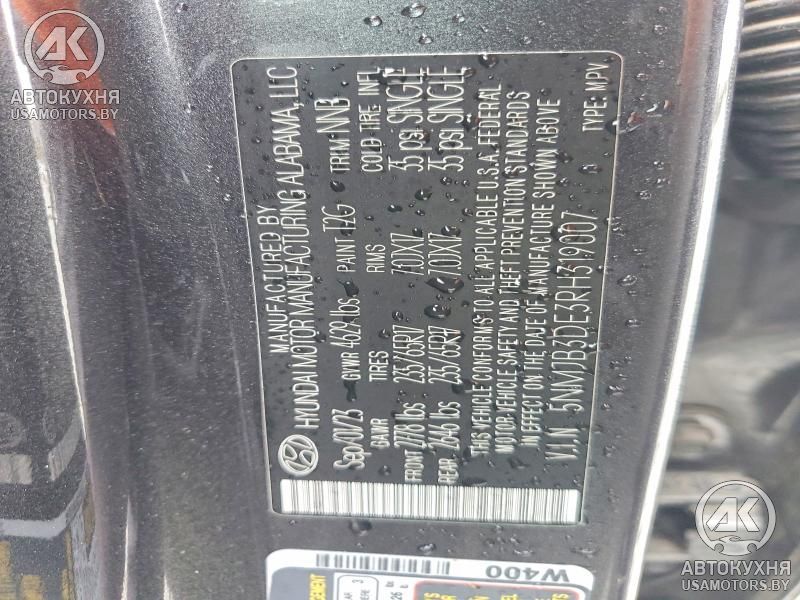 MANUFACTURED BY
HYUNDAI MOTOR MANUFACTURING ALABAMA, LLC
Sep/01/23 GVWR 4629 lbs. PAINT T2G TRIM NNB
GAWR TIRES RIMS COLD TIRE INFL
FRONT 2778 lbs 235/65R17 7.0JX17 35 psi SINGLE
REAR 2646 lbs 235/65R17 7.0JX17 35 psi SINGLE
THIS VEHICLE CONFORMS TO ALL APPLICABLE U.S.A. FEDERAL
MOTOR VEHICLE SAFETY AND THEFT PREVENTION STANDARDS
IN EFFECT ON THE DATE OF MANUFACTURE SHOWN ABOVE
V.I.N 5NMJB3DE3RH319007 TYPE: MPV
W400
AK
АВТОКУХНЯ
USAMOTORS.BY
AK
АВТОКУХНЯ
USAMOTORS.BY